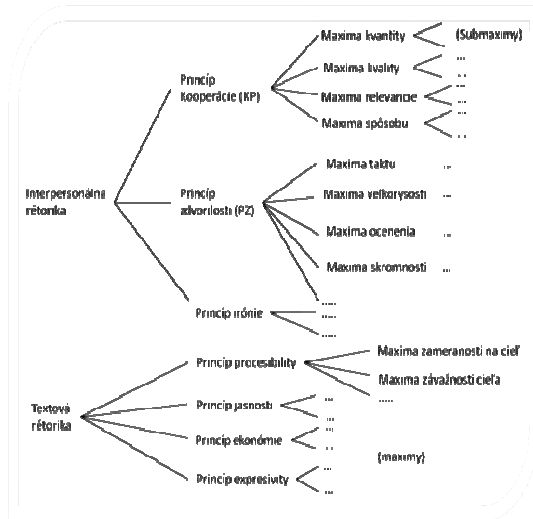 Maxima kvantity
(Submaximy)
Maxima kvality
Princíp
kooperácie (KP)
Maxima relevancie
Maxima spôsobu
Maxima taktu
Interpersonálna
rétorika
Princíp
zdvorilosti (PZ)
Maxima veľkorysosti
Maxima ocenenia
Maxima skromnosti
Princíp irónie
Princíp procesibility
Maxima zameranosti na cieľ
Maxima závažnosti cieľa
Textová
rétorika
Princíp jasnosti
Princíp ekonómie
(maximy)
Princíp expresivity